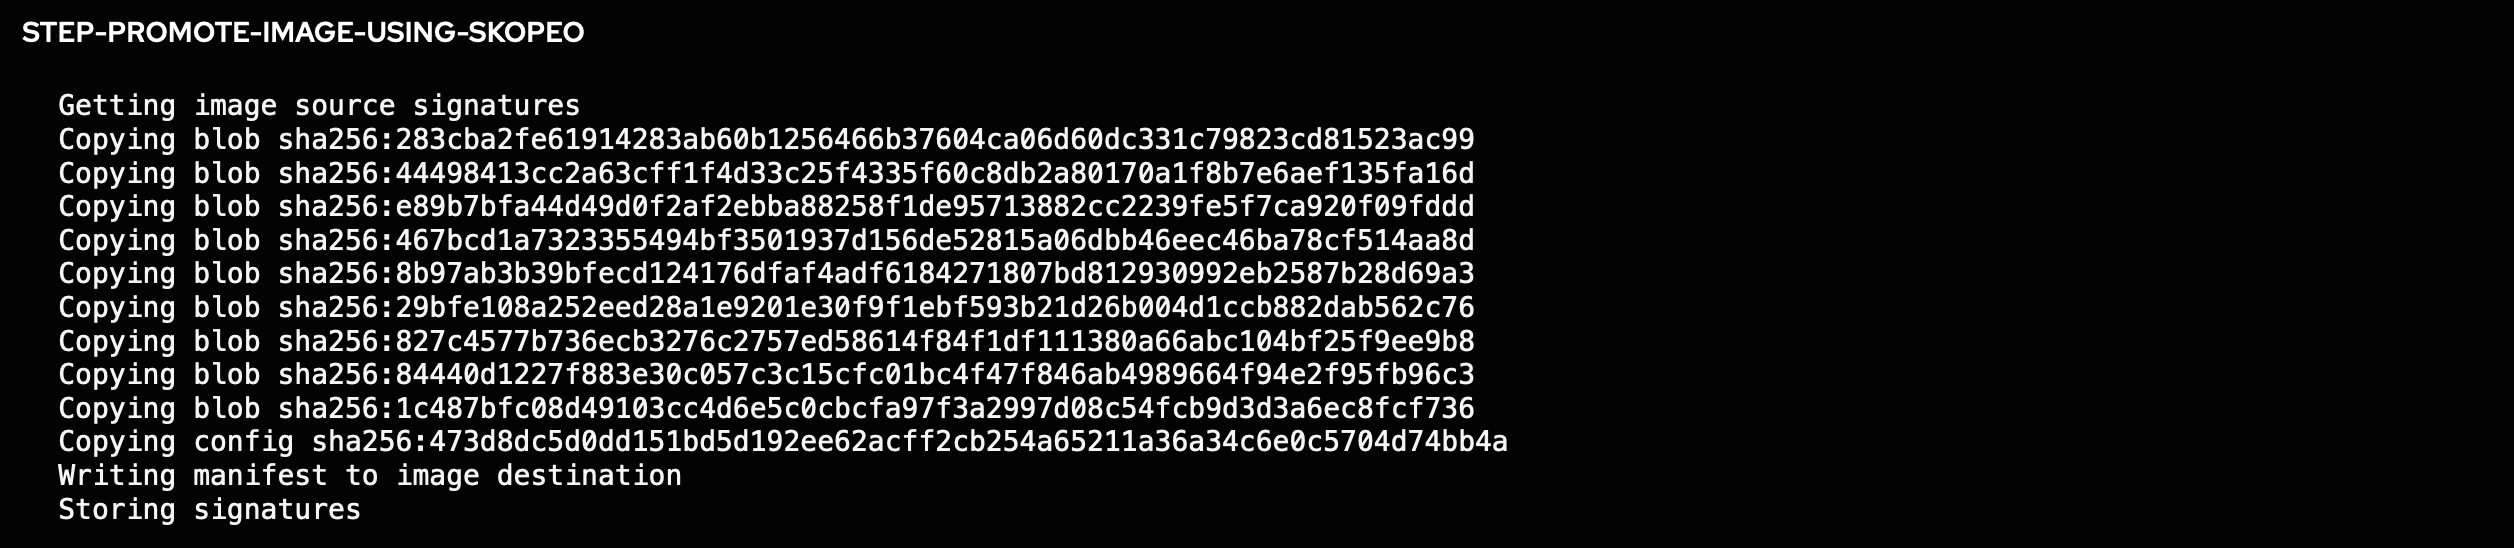 STEP-PROMOTE-IMAGE-USING-SKOPEO
Getting image source signatures
Copying blob sha256:283cba2fe61914283ab60b1256466b37604ca06d60dc331c79823cd81523ac99
Copying blob sha256:44498413cc2a63cff1f4d33c25f4335f60c8db2a80170a1f8b7e6aef135fa16d
Copying blob sha256:e89b7bfa44d49d0f2af2ebba88258f1de95713882cc2239fe5f7ca920f09fddd
Copying blob sha256:467bcd1a7323355494bf3501937d156de52815a06dbb46eec46ba78cf514aa8d
Copying blob sha256:8b97ab3b39bfecd124176dfaf4adf6184271807bd812930992eb2587b28d69a3
Copying blob sha256:29bfe108a252eed28a1e9201e30f9f1ebf593b21d26b004d1ccb882dab562c76
Copying blob sha256:827c4577b736ecb3276c2757ed58614f84f1df111380a66abc104bf25f9ee9b8
Copying blob sha256:84440d1227f883e30c057c3c15cfc01bc4f47f846ab4989664f94e2f95fb96c3
Copying blob sha256:1c487bfc08d49103cc4d6e5c0cbcfa97f3a2997d08c54fcb9d3d3a6ec8fcf736
Copying config sha256:473d8dc5d0dd151bd5d192ee62acff2cb254a65211a36a34c6e0c5704d74bb4a
Writing manifest to image destination
Storing signatures